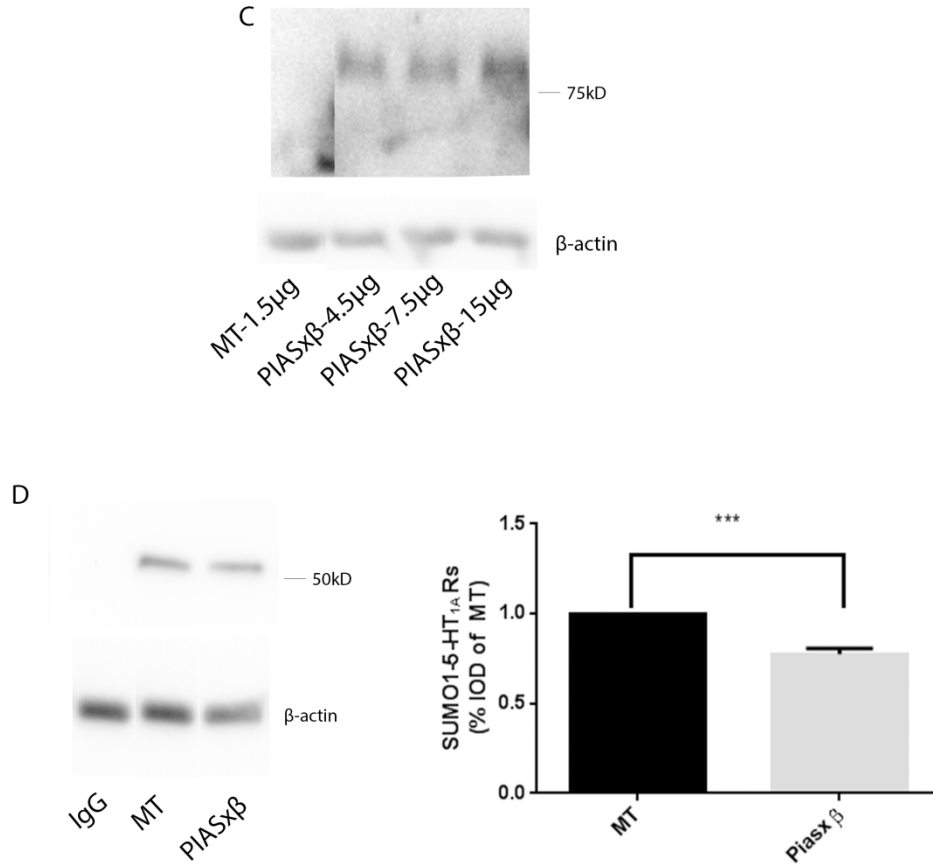 C
75kD
β-actin
MT-1.5μg
PIASxβ-4.5μg
PIASxβ-7.5μg
PIASxβ-15μg
D
50kD
β-actin
IgG
MT
PIASxβ
SUMO1-5-HT1A Rs
(% IOD of MT)
1.5
1.0
0.5
0.0
***
MT
Piasx β